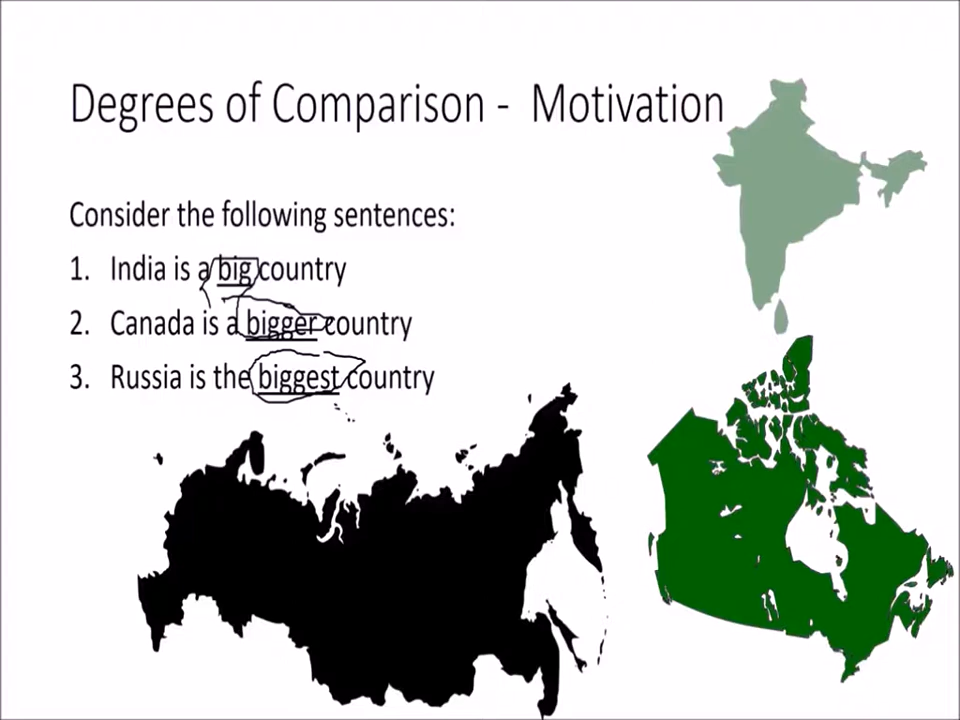 Degrees of Comparison - Motivation
Consider the following sentences:
1. India is a big country
2. Canada is a bigger country
3. Russia is the biggest country